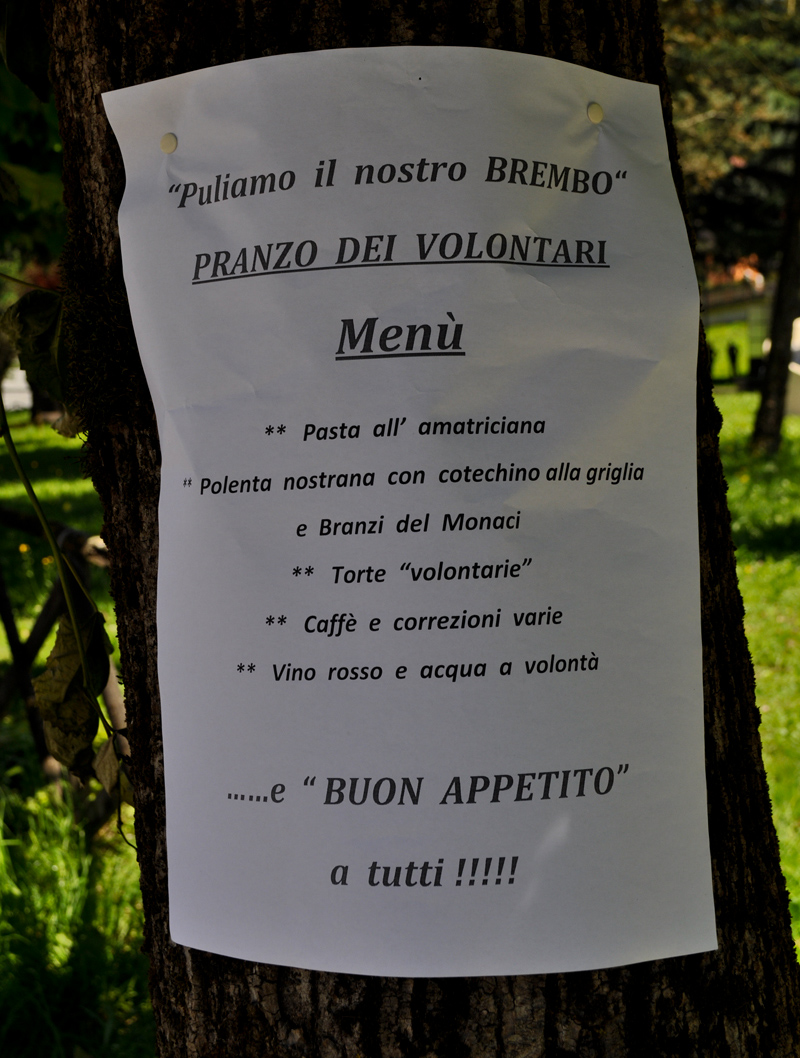 “Puliamo il nostro BREMBO“
PRANZO DEI VOLONTARI
Menù
** Pasta all’ amatriciana
** Polenta nostrana con cotechino alla griglia
e Branzi del Monaci
** Torte “volontarie”
** Caffè e correzioni varie
** Vino rosso e acqua a volontà
……e “ BUON APPETITO”
a tutti !!!!!